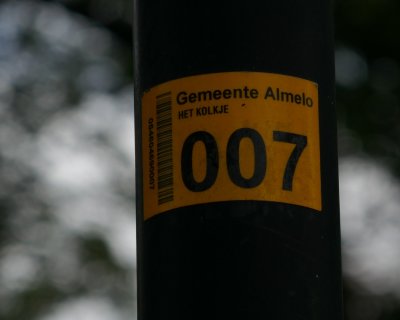 Gemeente Almelo
HET KOLKJE
007